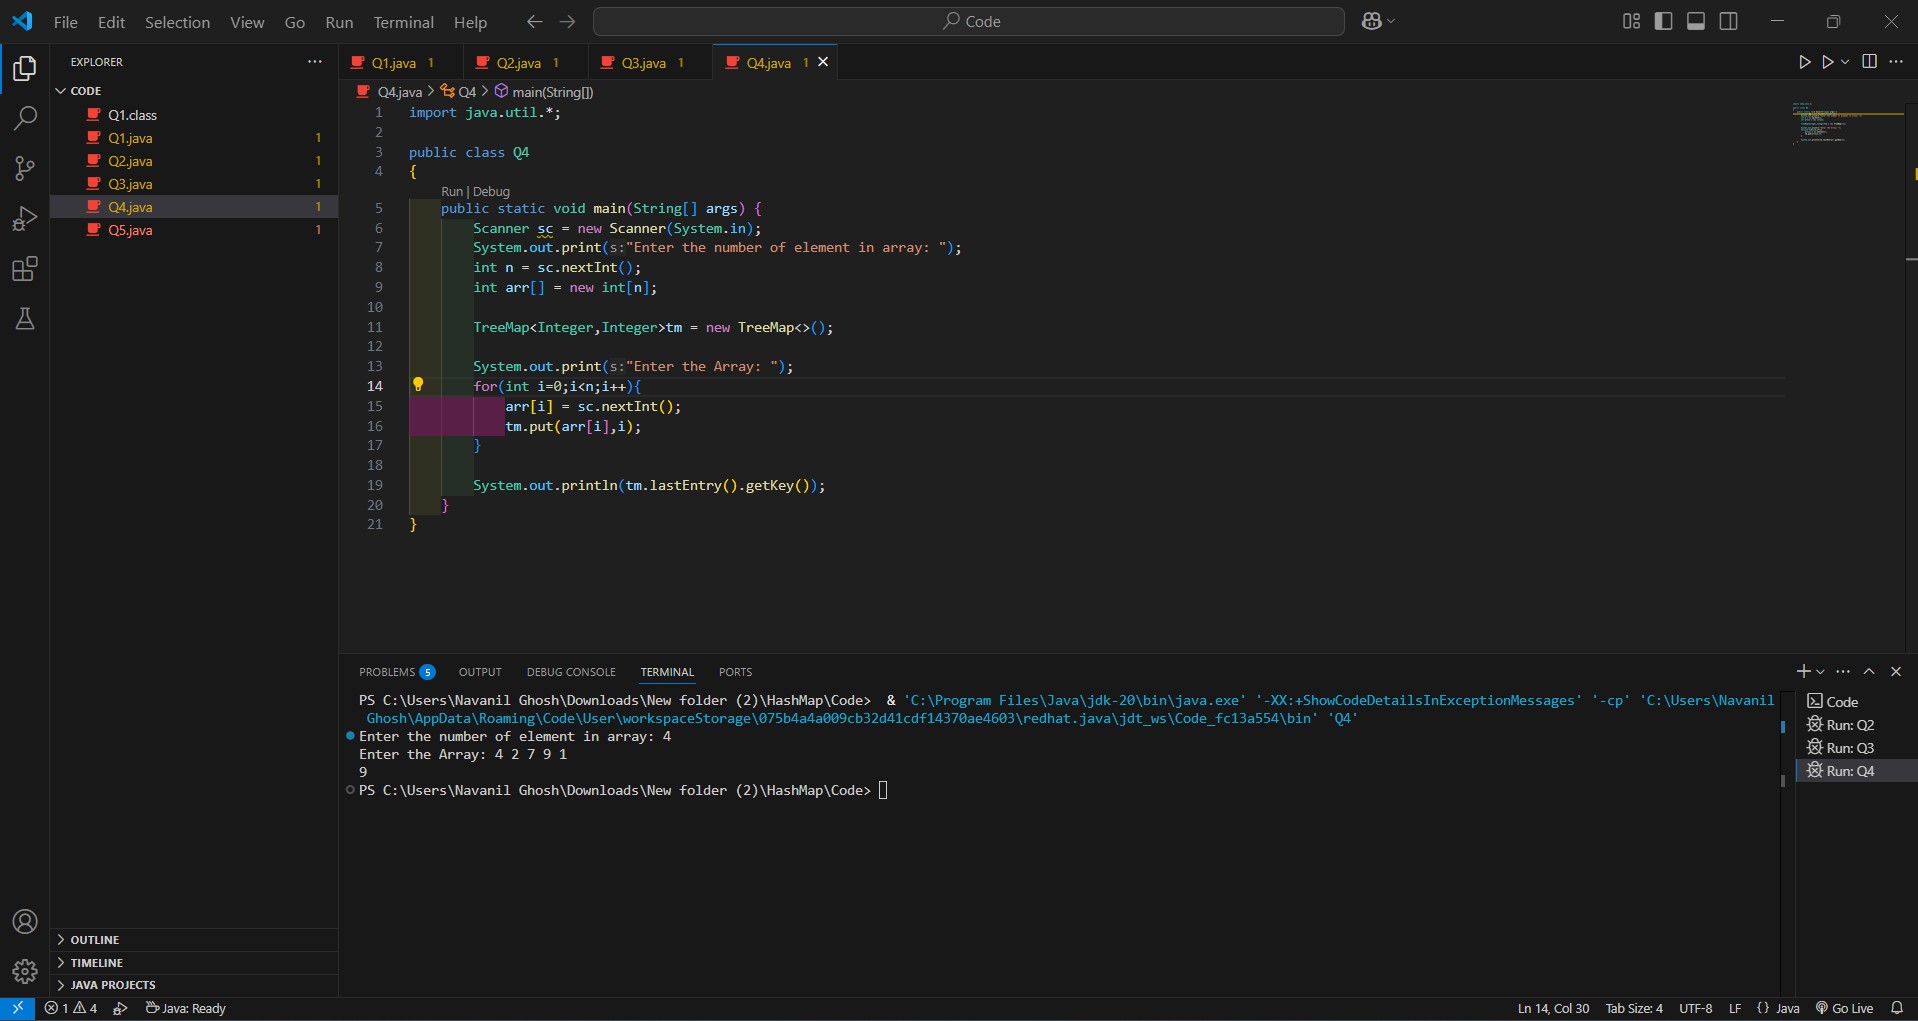 File Edit Selection View Go Run Terminal Help
Code
EXPLORER
CODE
Q1.class
Q1.java 1
Q2.java 1
Q3.java 1
Q4.java 1
Q5.java 1
OUTLINE
TIMELINE
JAVA PROJECTS
Q1.java 1 Q2.java 1 Q3.java 1 Q4.java 1
Q4.java > Q4 > main(String[])
1 import java.util.*;
2
3 public class Q4
4 {
Run | Debug
5 public static void main(String[] args) {
6 Scanner sc = new Scanner(System.in);
7 System.out.print(s:"Enter the number of element in array: ");
8 int n = sc.nextInt();
9 int arr[] = new int[n];
10
11 TreeMap<Integer,Integer>tm = new TreeMap<>();
12
13 System.out.print(s:"Enter the Array: ");
14 for(int i=0;i<n;i++){
15 arr[i] = sc.nextInt();
16 tm.put(arr[i],i);
17 }
18
19 System.out.println(tm.lastEntry().getKey());
20 }
21 }
PROBLEMS 5 OUTPUT DEBUG CONSOLE TERMINAL PORTS
PS C:\Users\Navanil Ghosh\Downloads\New folder (2)\HashMap\Code> & 'C:\Program Files\Java\jdk-20\bin\java.exe' '-XX:+ShowCodeDetailsInExceptionMessages' '-cp' 'C:\Users\Navanil
Ghosh\AppData\Roaming\Code\User\workspaceStorage\075b4a4a009cb32d41cdf14370ae4603\redhat.java\jdt_ws\Code_fc13a554\bin' 'Q4'
Enter the number of element in array: 4
Enter the Array: 4 2 7 9 1
9
PS C:\Users\Navanil Ghosh\Downloads\New folder (2)\HashMap\Code>
Code
Run: Q2
Run: Q3
Run: Q4
1 4 Java: Ready
Ln 14, Col 30 Tab Size: 4 UTF-8 LF {} Java Go Live